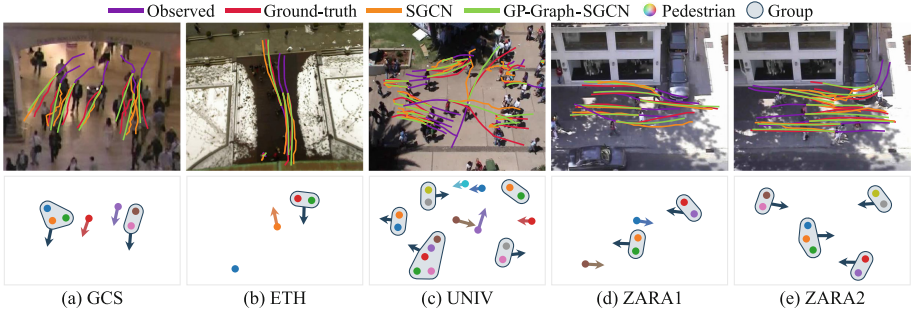 Observed Ground-truth SGCN GP-Graph-SGCN Pedestrian Group
(a) GCS (b) ETH (c) UNIV (d) ZARA1 (e) ZARA2